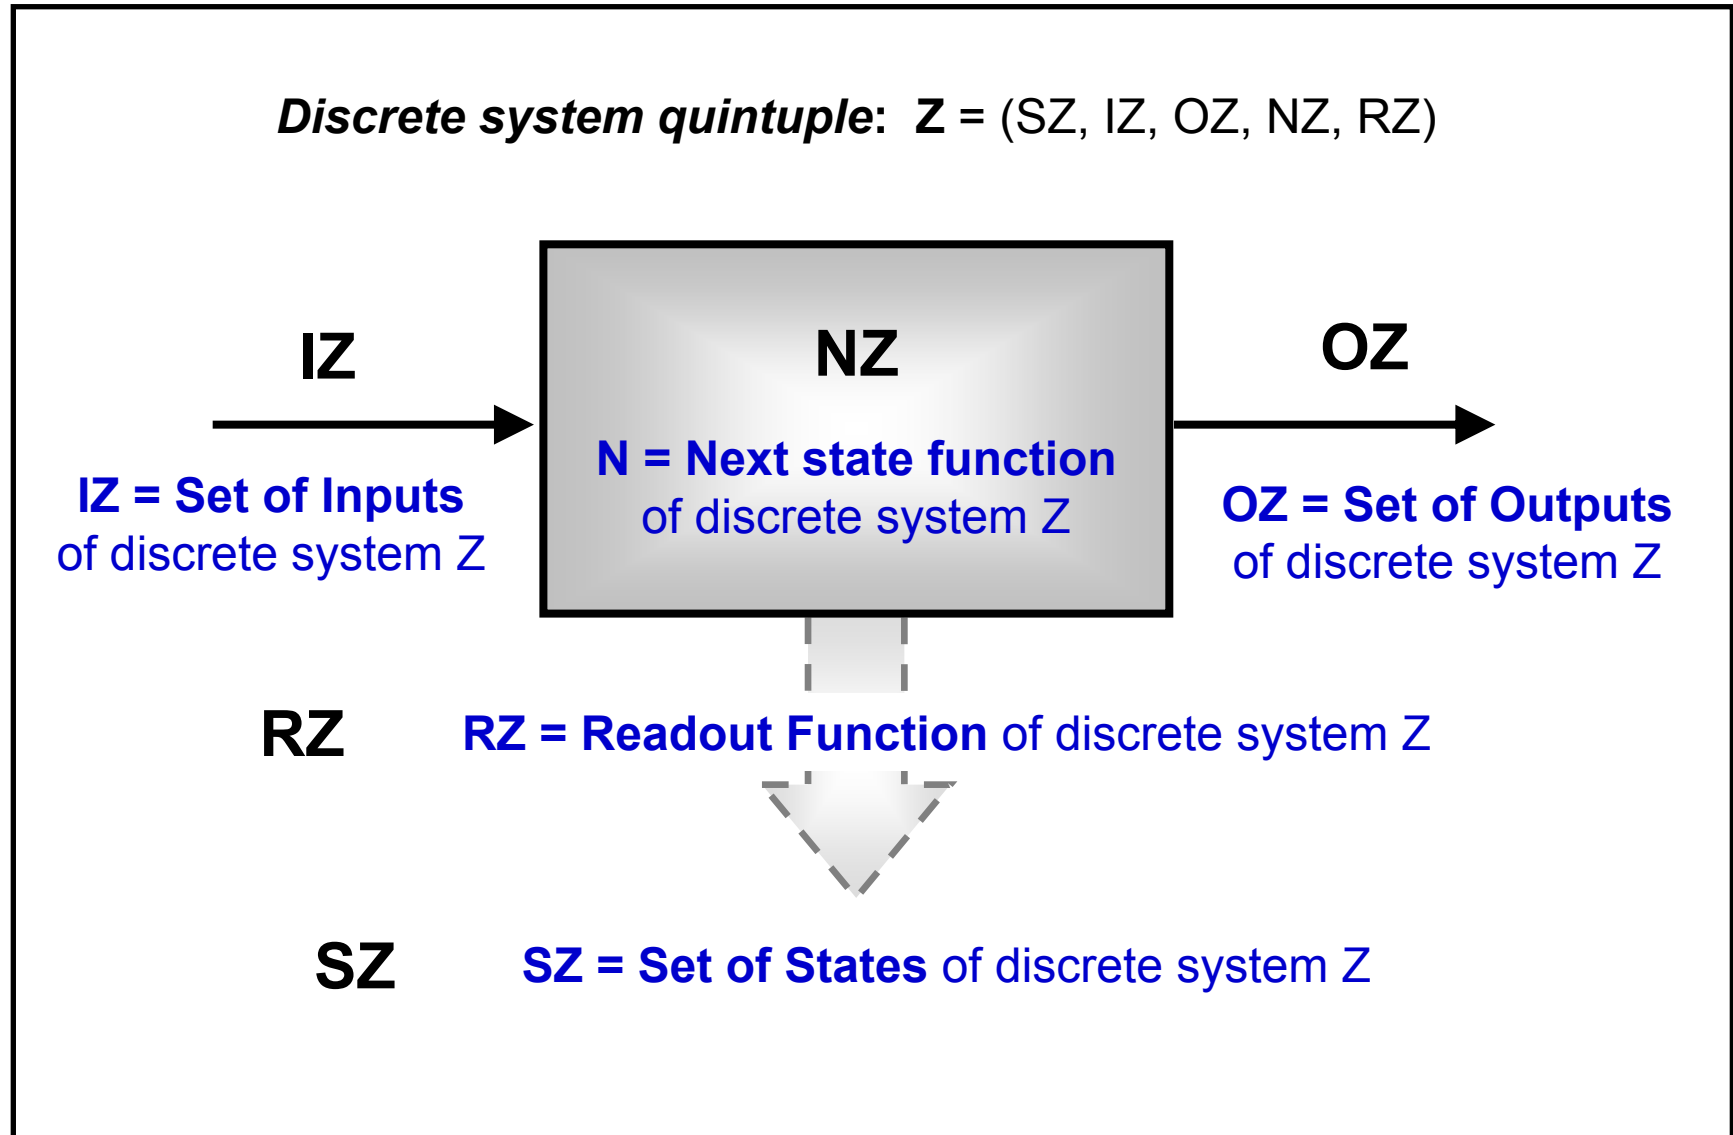 Discrete system quintuple: Z = (SZ, IZ, OZ, NZ, RZ)
IZ
NZ
OZ
IZ = Set of Inputs
of discrete system Z
N = Next state function
of discrete system Z
OZ = Set of Outputs
of discrete system Z
RZ
RZ = Readout Function of discrete system Z
SZ
SZ = Set of States of discrete system Z